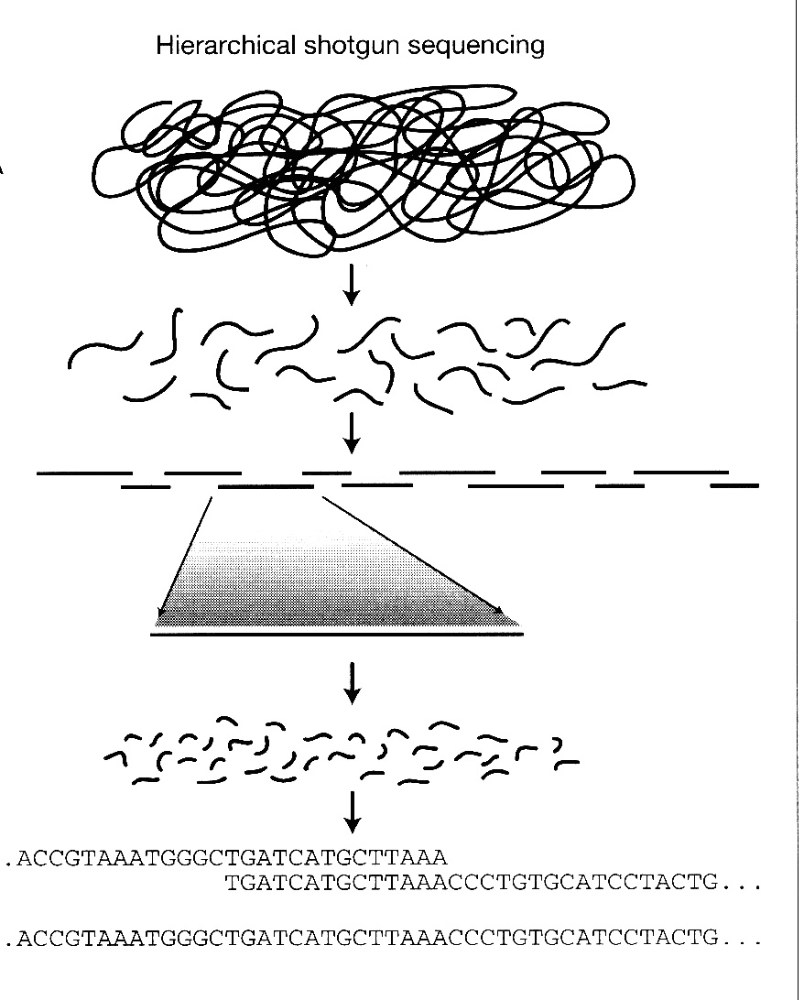 Hierarchical shotgun sequencing
.ACCGTAAATGGGCTGATCATGCTTAAA
TGATCATGCTTAAACCCTGTGCATCCTACTG...
.ACCGTAAATGGGCTGATCATGCTTAAACCCTGTGCATCCTACTG...